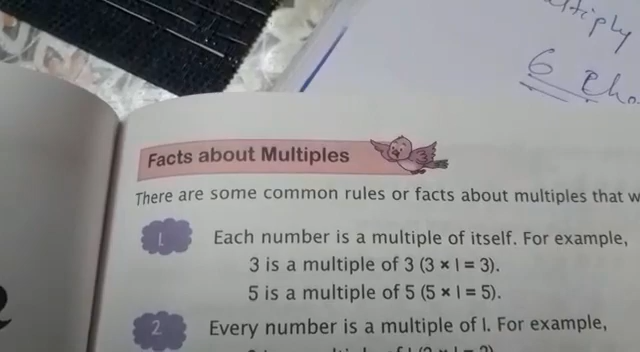 ltiply
6
Facts about Multiples
There are some common rules or facts about multiples that
1 Each number is a multiple of itself. For example,
3 is a multiple of 3 (3 × 1 = 3).
5 is a multiple of 5 (5 × 1 = 5).
2 Every number is a multiple of 1. For example,